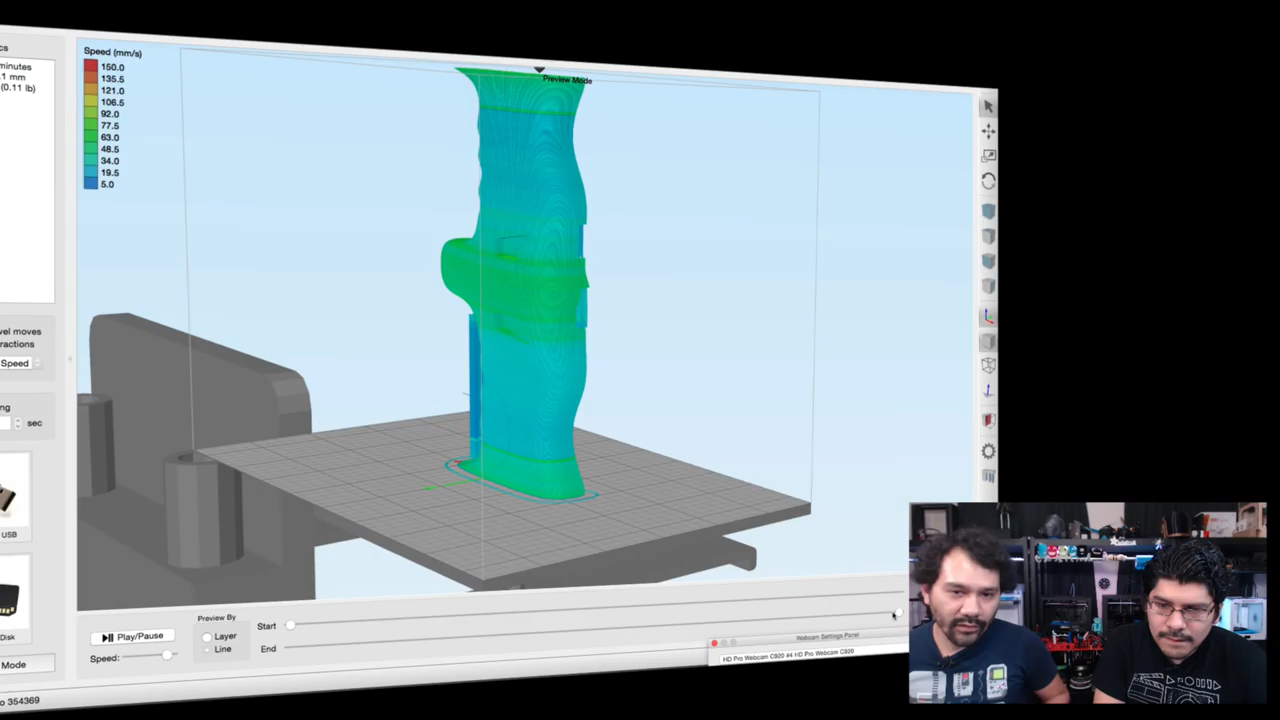 cs
minutes
.1 mm
(0.11 lb)
Speed (mm/s)
150.0
135.5
121.0
106.5
92.0
77.5
63.0
48.5
34.0
19.5
5.0
Preview Mode
vel moves
ractions
Speed
ng
sec
USB
Disk
Mode
Play/Pause
Speed:
Preview By
Layer
Line
Start
End
Webcam Settings Panel
HD Pro Webcam C920 #4 HD Pro Webcam C920
o 354369